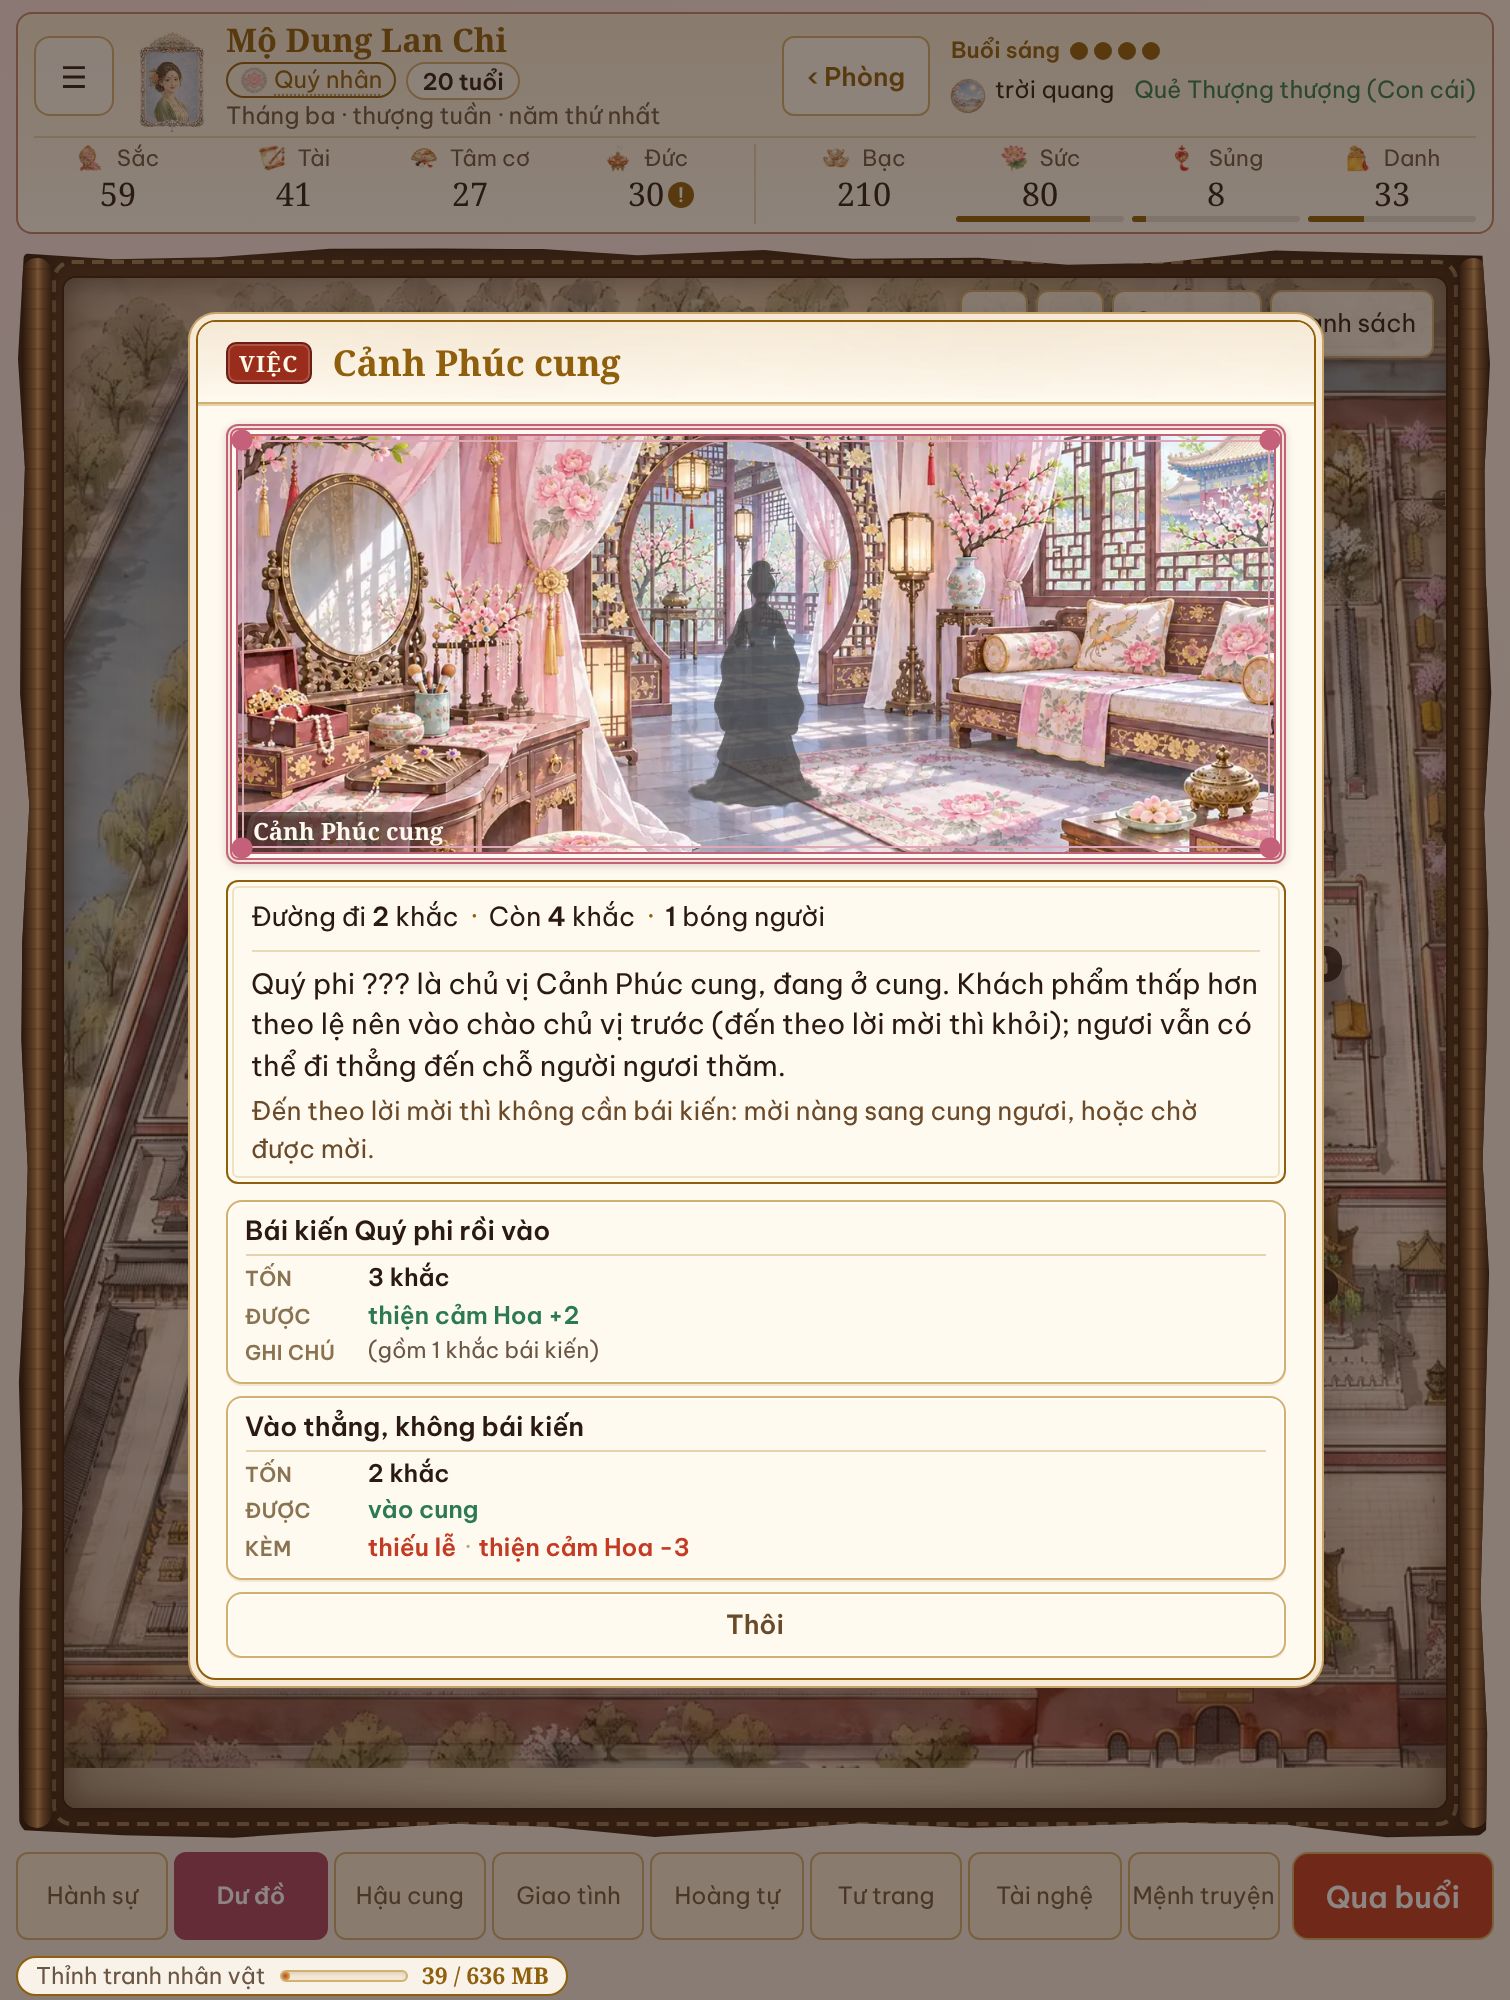 ☰
Mộ Dung Lan Chi
Quý nhân
20 tuổi
Tháng ba · thượng tuần · năm thứ nhất
‹ Phòng
Buổi sáng
trời quang
Quẻ Thượng thượng (Con cái)
Sắc
59
Tài
41
Tâm cơ
27
Đức
30 !
Bạc
210
Sức
80
Sủng
8
Danh
33
sách
VIỆC
Cảnh Phúc cung
Cảnh Phúc cung
Đường đi 2 khắc · Còn 4 khắc · 1 bóng người
Quý phi ??? là chủ vị Cảnh Phúc cung, đang ở cung. Khách phẩm thấp hơn
theo lệ nên vào chào chủ vị trước (đến theo lời mời thì khỏi); ngươi vẫn có
thể đi thẳng đến chỗ người ngươi thăm.
Đến theo lời mời thì không cần bái kiến: mời nàng sang cung ngươi, hoặc chờ
được mời.
Bái kiến Quý phi rồi vào
TỐN 3 khắc
ĐƯỢC thiện cảm Hoa +2
GHI CHÚ (gồm 1 khắc bái kiến)
Vào thẳng, không bái kiến
TỐN 2 khắc
ĐƯỢC vào cung
KÈM thiếu lễ · thiện cảm Hoa -3
Thôi
Hành sự
Dư đồ
Hậu cung
Giao tình
Hoàng tự
Tư trang
Tài nghệ
Mệnh truyện
Qua buổi
Thỉnh tranh nhân vật
39 / 636 MB